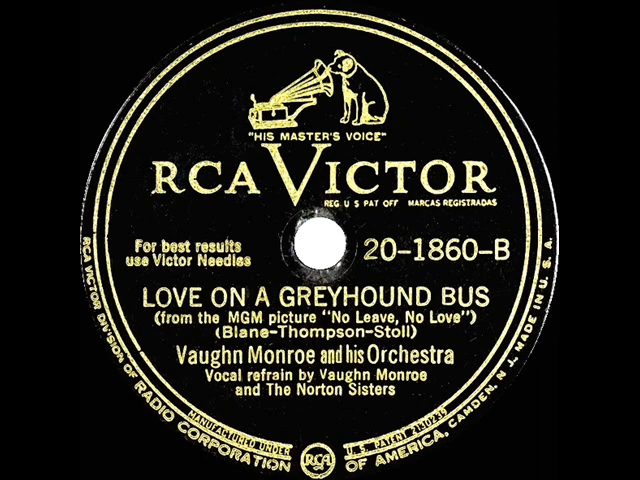 "HIS MASTER'S VOICE"
RCA VICTOR
REG. U S PAT OFF MARCAS REGISTRADAS
For best results
use Victor Needles
20-1860-B
LOVE ON A GREYHOUND BUS
(from the MGM picture "No Leave, No Love")
(Blane-Thompson-Stoll)
Vaughn Monroe and his Orchestra
Vocal refrain by Vaughn Monroe
and The Norton Sisters
MANUFACTURED UNDER
U. S. PATENT 2130239
RCA VICTOR DIVISION OF RADIO CORPORATION OF AMERICA, CAMDEN, N. J. MADE IN U. S. A.
RCA